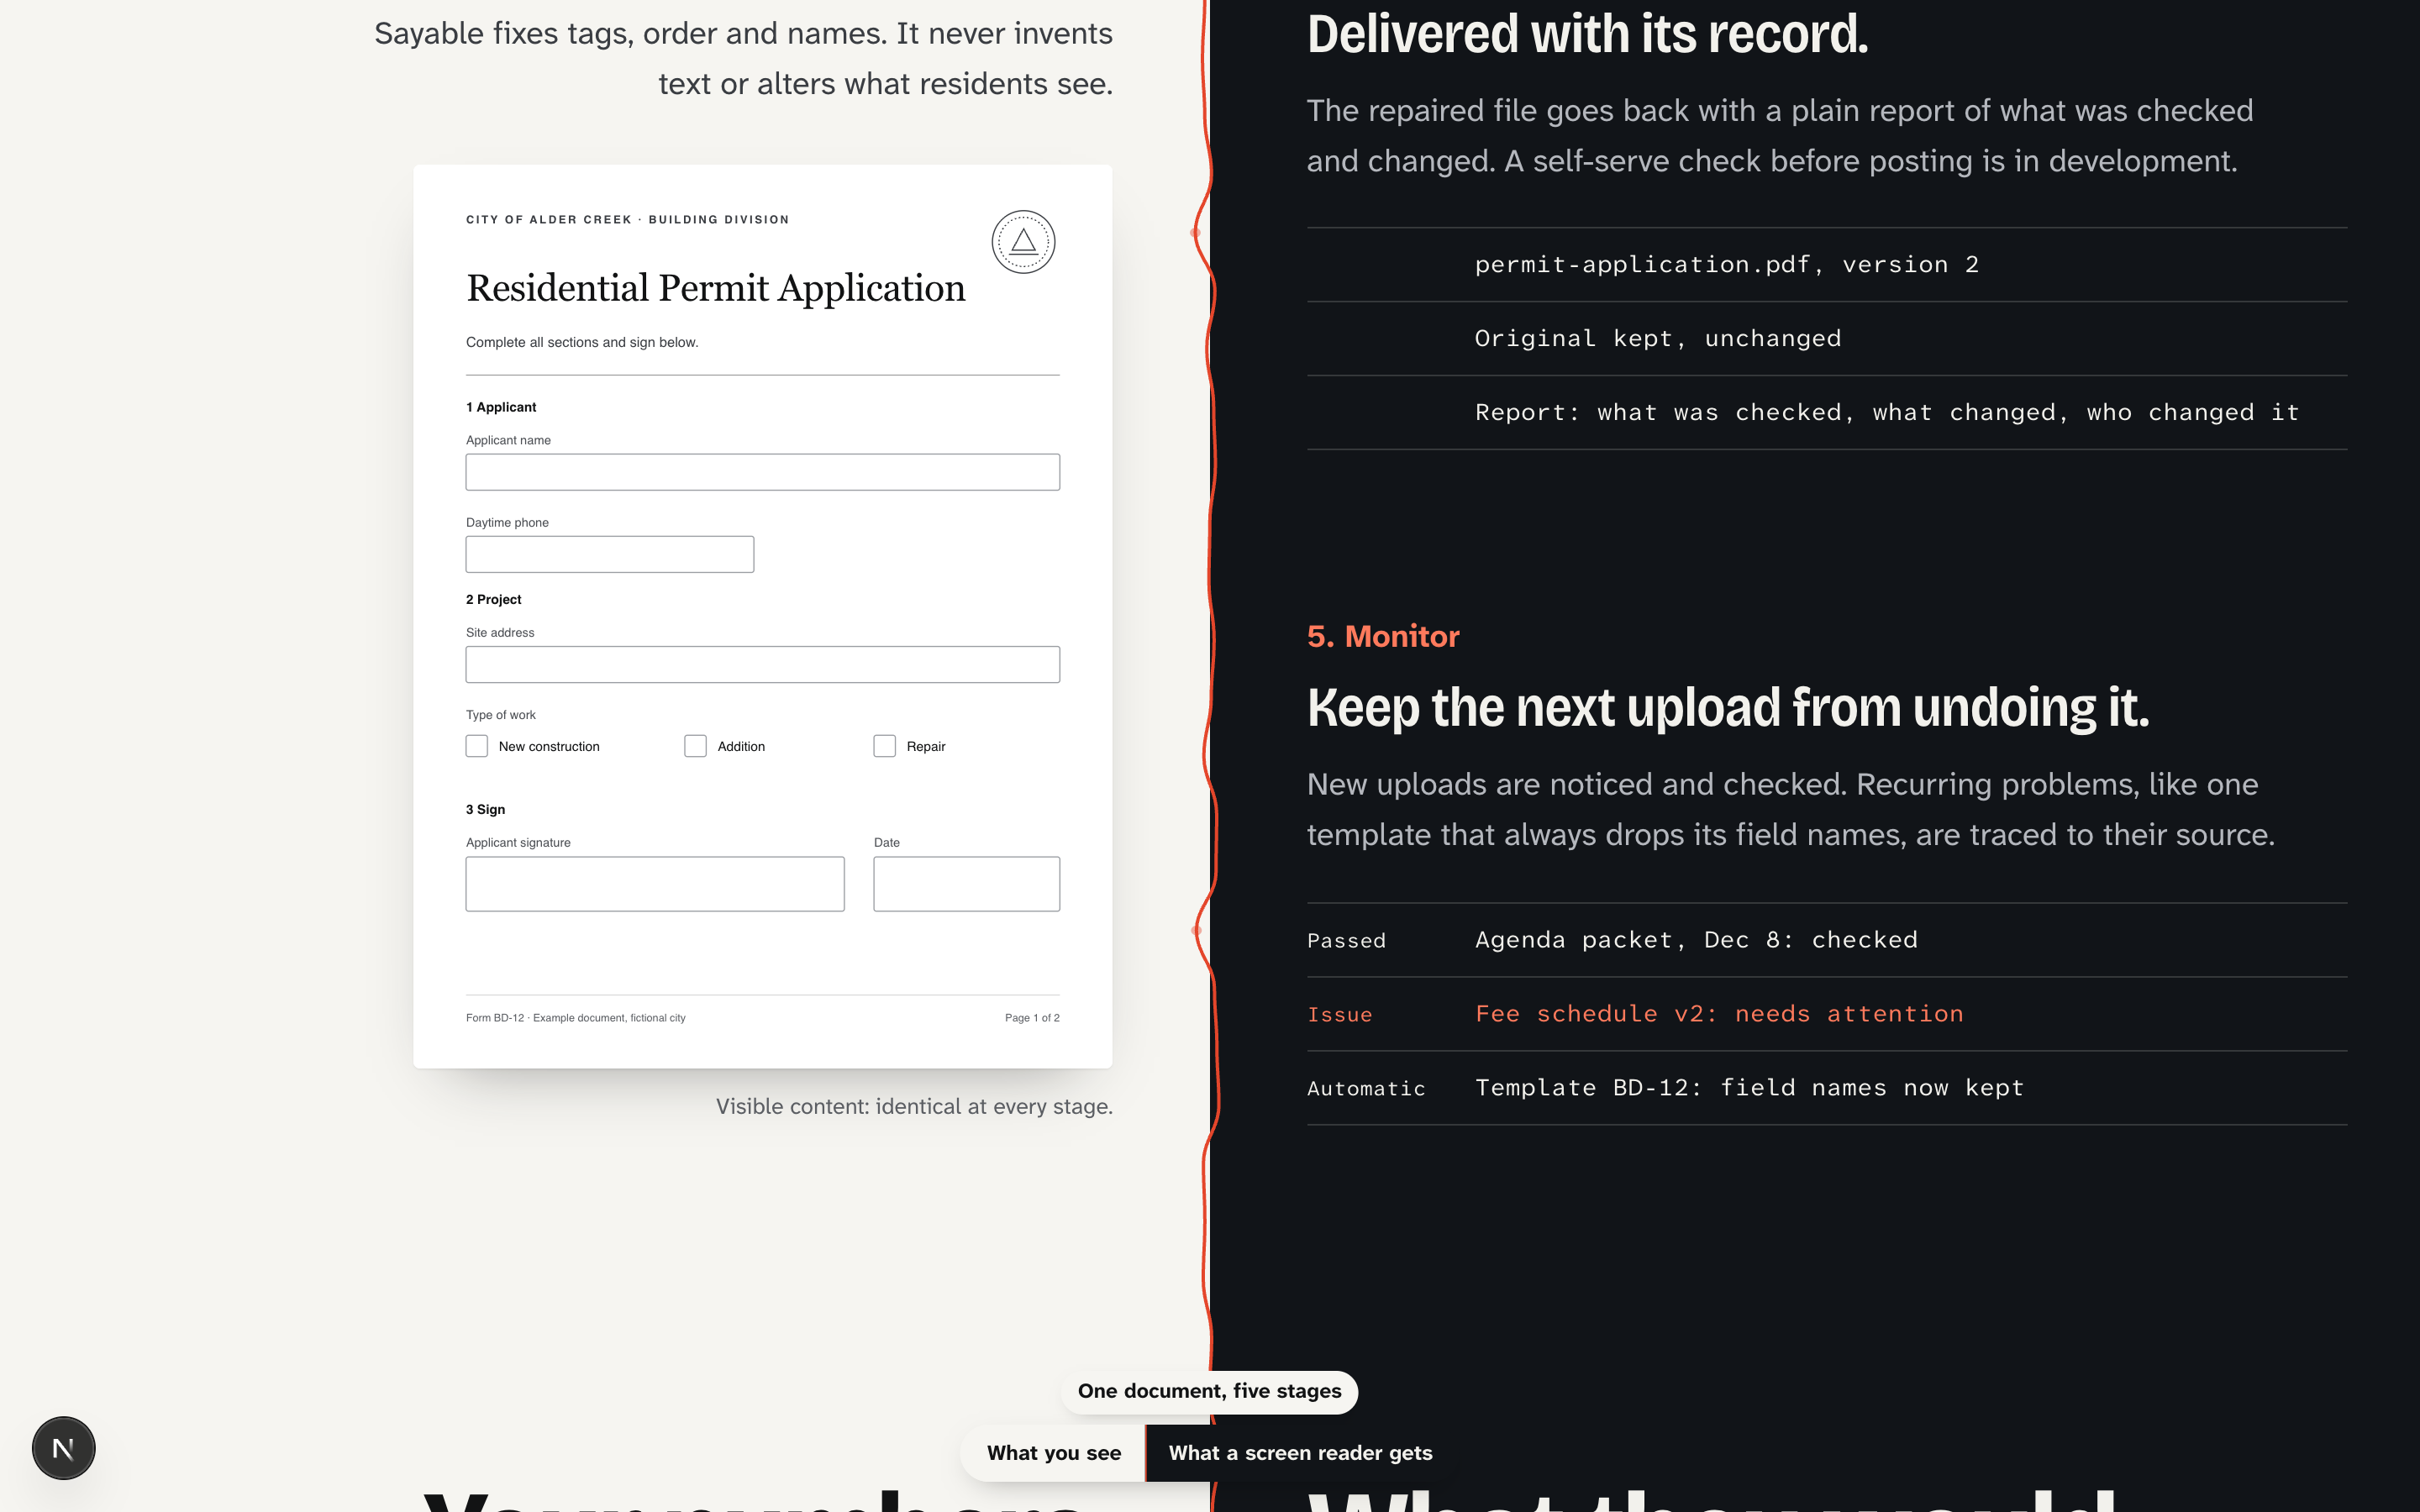 Sayable fixes tags, order and names. It never invents
text or alters what residents see.
CITY OF ALDER CREEK · BUILDING DIVISION
Residential Permit Application
Complete all sections and sign below.
1 Applicant
Applicant name
Daytime phone
2 Project
Site address
Type of work
New construction
Addition
Repair
3 Sign
Applicant signature
Date
Form BD-12 · Example document, fictional city
Page 1 of 2
Visible content: identical at every stage.
Delivered with its record.
The repaired file goes back with a plain report of what was checked
and changed. A self-serve check before posting is in development.
permit-application.pdf, version 2
Original kept, unchanged
Report: what was checked, what changed, who changed it
5. Monitor
Keep the next upload from undoing it.
New uploads are noticed and checked. Recurring problems, like one
template that always drops its field names, are traced to their source.
Passed Agenda packet, Dec 8: checked
Issue Fee schedule v2: needs attention
Automatic Template BD-12: field names now kept
One document, five stages
What you see
What a screen reader gets
N
What they would